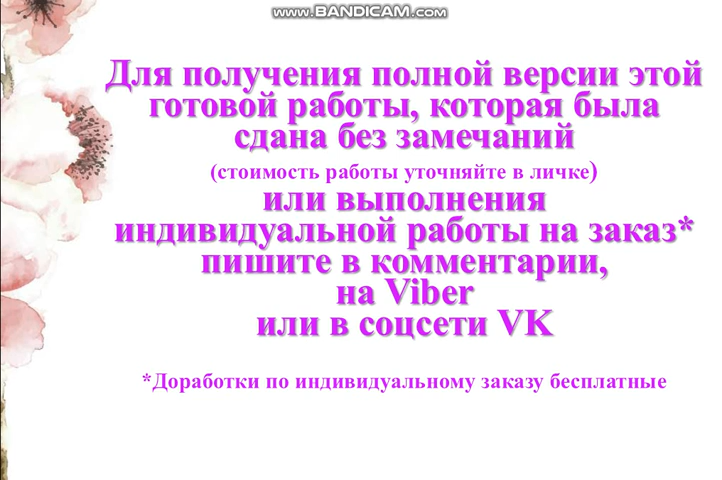 www.BANDICAM.com
Для получения полной версии этой
готовой работы, которая была
сдана без замечаний
(стоимость работы уточняйте в личке)
или выполнения
индивидуальной работы на заказ*
пишите в комментарии,
на Viber
или в соцсети VK
*Доработки по индивидуальному заказу бесплатные